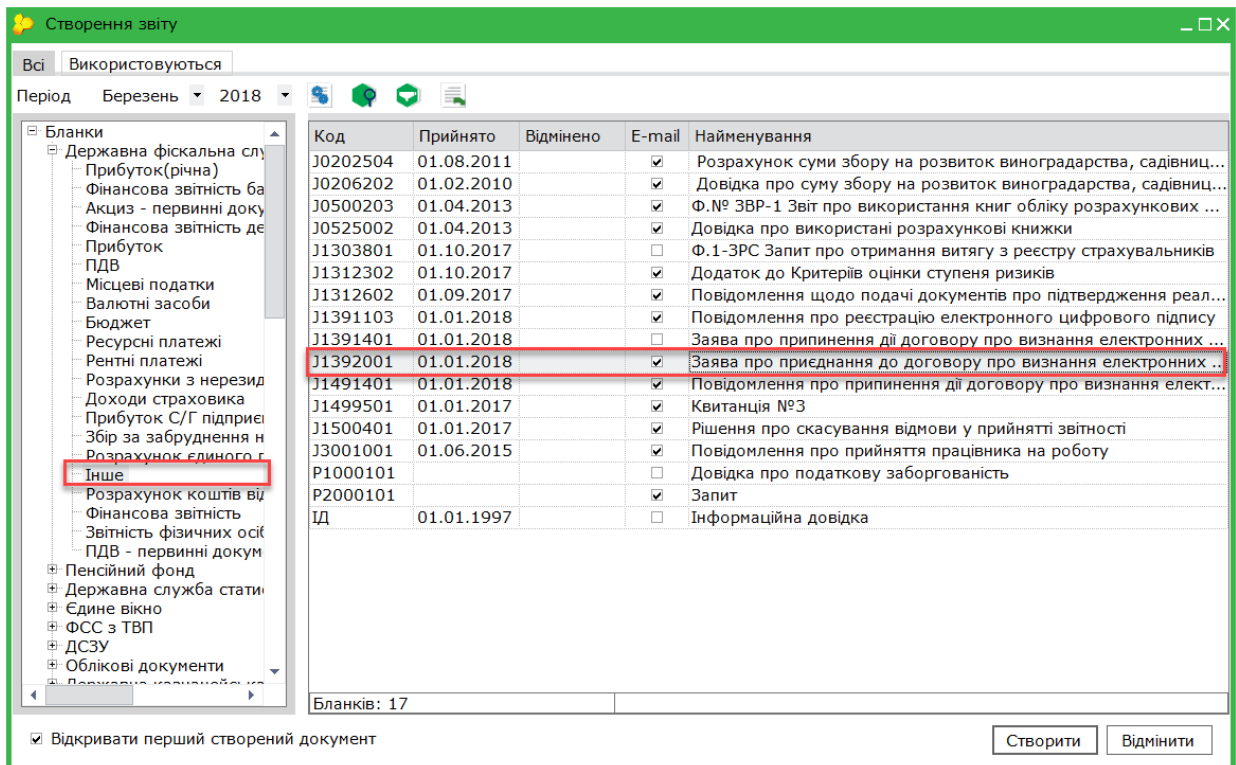 Створення звіту
Всі Використовуються
Період Березень 2018
Бланки
Державна фіскальна слу
Прибуток(річна)
Фінансова звітність ба
Акциз - первинні доку
Фінансова звітність де
Прибуток
ПДВ
Місцеві податки
Валютні засоби
Бюджет
Ресурсні платежі
Рентні платежі
Розрахунки з нерезид
Доходи страховика
Прибуток С/Г підприєм
Збір за забруднення н
Розрахунок єдиного п
Інше
Розрахунок коштів від
Фінансова звітність
Звітність фізичних осіб
ПДВ - первинні докум
Пенсійний фонд
Державна служба стати
Єдине вікно
ФСС з ТВП
ДСЗУ
Облікові документи
Державна казначейська
Код Прийнято Відмінено E-mail Найменування
J0202504 01.08.2011 Розрахунок суми збору на розвиток виноградарства, садівниц...
J0206202 01.02.2010 Довідка про суму збору на розвиток виноградарства, садівниц...
J0500203 01.04.2013 Ф.№ ЗВР-1 Звіт про використання книг обліку розрахункових ...
J0525002 01.04.2013 Довідка про використані розрахункові книжки
J1303801 01.10.2017 Ф.1-ЗРС Запит про отримання витягу з реєстру страхувальників
J1312302 01.10.2017 Додаток до Критеріїв оцінки ступеня ризиків
J1312602 01.09.2017 Повідомлення щодо подачі документів про підтвердження реал...
J1391103 01.01.2018 Повідомлення про реєстрацію електронного цифрового підпису
J1391401 01.01.2018 Заява про припинення дії договору про визнання електронних ...
J1392001 01.01.2018 Заява про приєднання до договору про визнання електронних ...
J1491401 01.01.2018 Повідомлення про припинення дії договору про визнання елект...
J1499501 01.01.2017 Квитанція №3
J1500401 01.01.2017 Рішення про скасування відмови у прийнятті звітності
J3001001 01.06.2015 Повідомлення про прийняття працівника на роботу
P1000101 Довідка про податкову заборгованість
P2000101 Запит
ІД 01.01.1997 Інформаційна довідка
Бланків: 17
Відкривати перший створений документ
Створити Відмінити